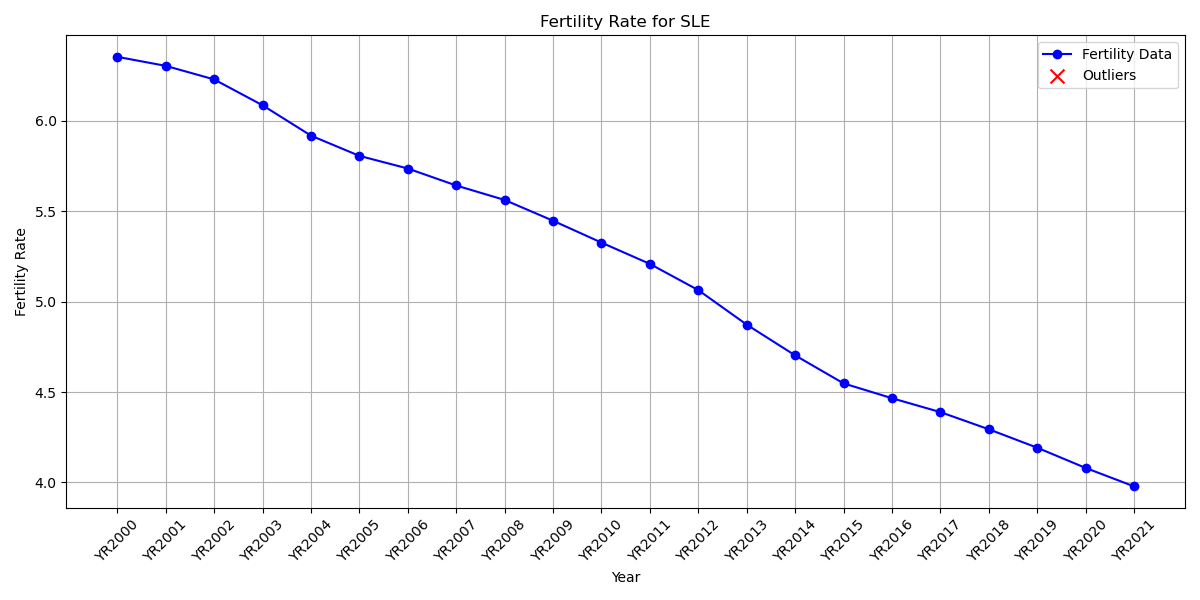 Fertility Rate for SLE
Fertility Data
Outliers
Fertility Rate
6.0
5.5
5.0
4.5
4.0
YR2000
YR2001
YR2002
YR2003
YR2004
YR2005
YR2006
YR2007
YR2008
YR2009
YR2010
YR2011
YR2012
YR2013
YR2014
YR2015
YR2016
YR2017
YR2018
YR2019
YR2020
YR2021
Year